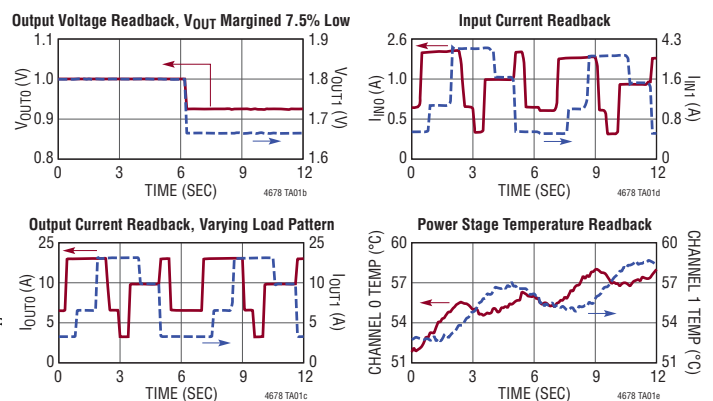 Output Voltage Readback, VOUT Margined 7.5% Low
1.1
1.0
0.9
0.8
VOUT0 (V)
1.9
1.8
1.7
1.6
VOUT1 (V)
0
3
6
9
12
TIME (SEC)
4678 TA01b
Input Current Readback
2.6
1.0
0.5
0
IIN0 (A)
4.3
1.6
0.8
0
IIN1 (A)
0
3
6
9
12
TIME (SEC)
4678 TA01d
Output Current Readback, Varying Load Pattern
25
10
5
0
IOUT0 (A)
25
10
5
0
IOUT1 (A)
0
3
6
9
12
TIME (SEC)
4678 TA01c
Power Stage Temperature Readback
60
57
54
51
CHANNEL 0 TEMP (°C)
60
57
54
51
CHANNEL 1 TEMP (°C)
0
3
6
9
12
TIME (SEC)
4678 TA01e